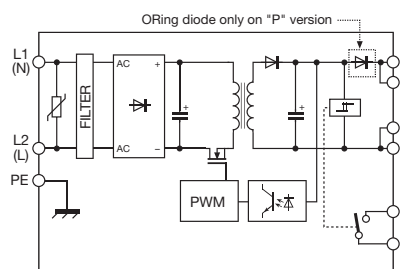 ORing diode only on "P" version
L1
(N)
L2
(L)
PE
FILTER
AC
AC
+
–
+
+
PWM